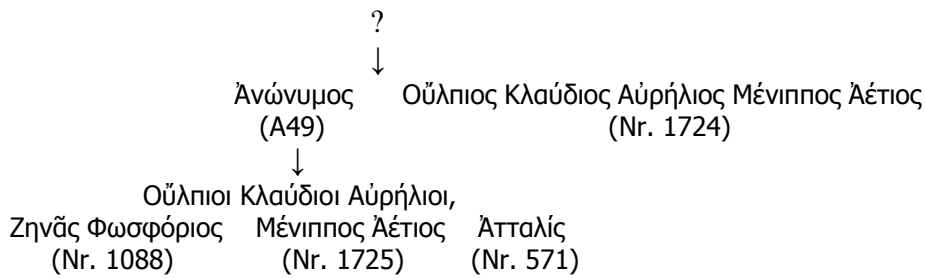 ?
↓
Ἀνώνυμος Οὔλπιος Κλαύδιος Αὐρήλιος Μένιππος Ἀέτιος
(Α49) (Nr. 1724)
↓
Οὔλπιοι Κλαύδιοι Αὐρήλιοι,
Ζηνᾶς Φωσφόριος Μένιππος Ἀέτιος Ἀτταλίς
(Nr. 1088) (Nr. 1725) (Nr. 571)